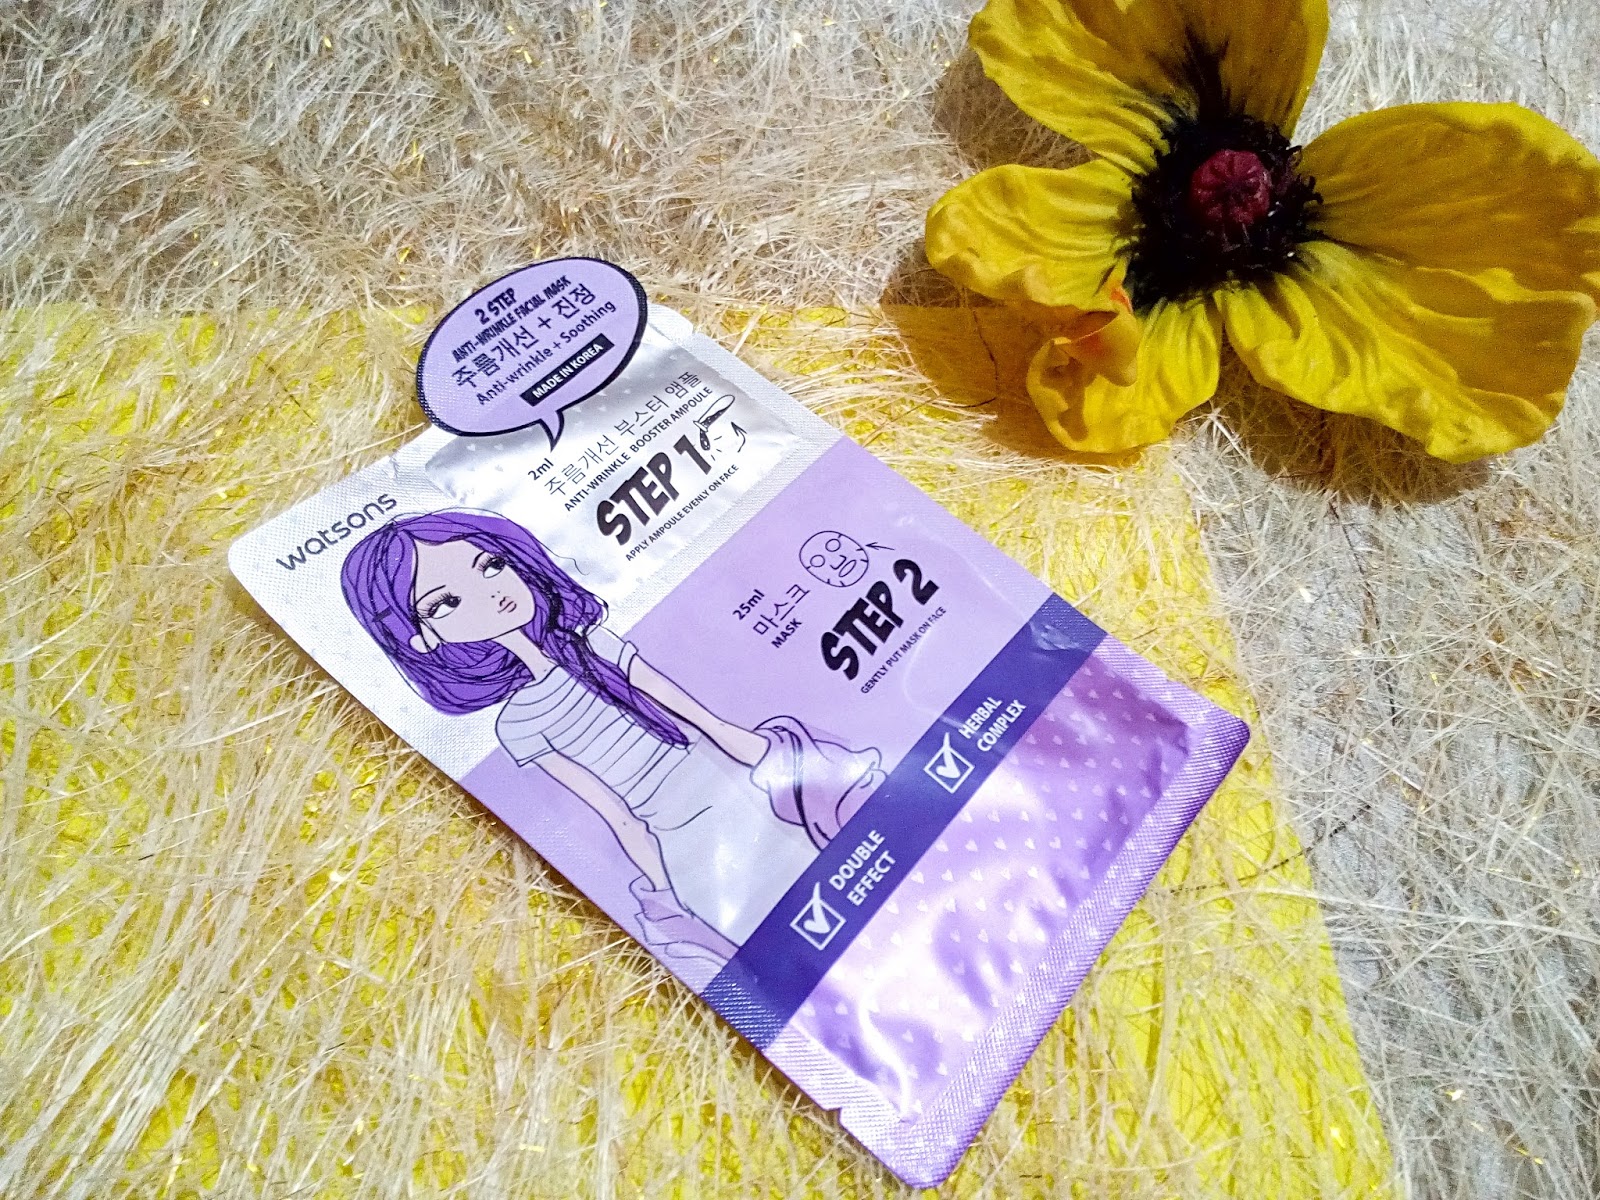 2 STEP
ANTI-WRINKLE FACIAL MASK
주름개선 + 진정
Anti-wrinkle + Soothing
MADE IN KOREA
watsons
2ml
주름개선 부스터 앰플
ANTI-WRINKLE BOOSTER AMPOULE
STEP 1
APPLY AMPOULE EVENLY ON FACE
25ml
마스크
MASK
STEP 2
GENTLY PUT MASK ON FACE
DOUBLE
EFFECT
HERBAL
COMPLEX